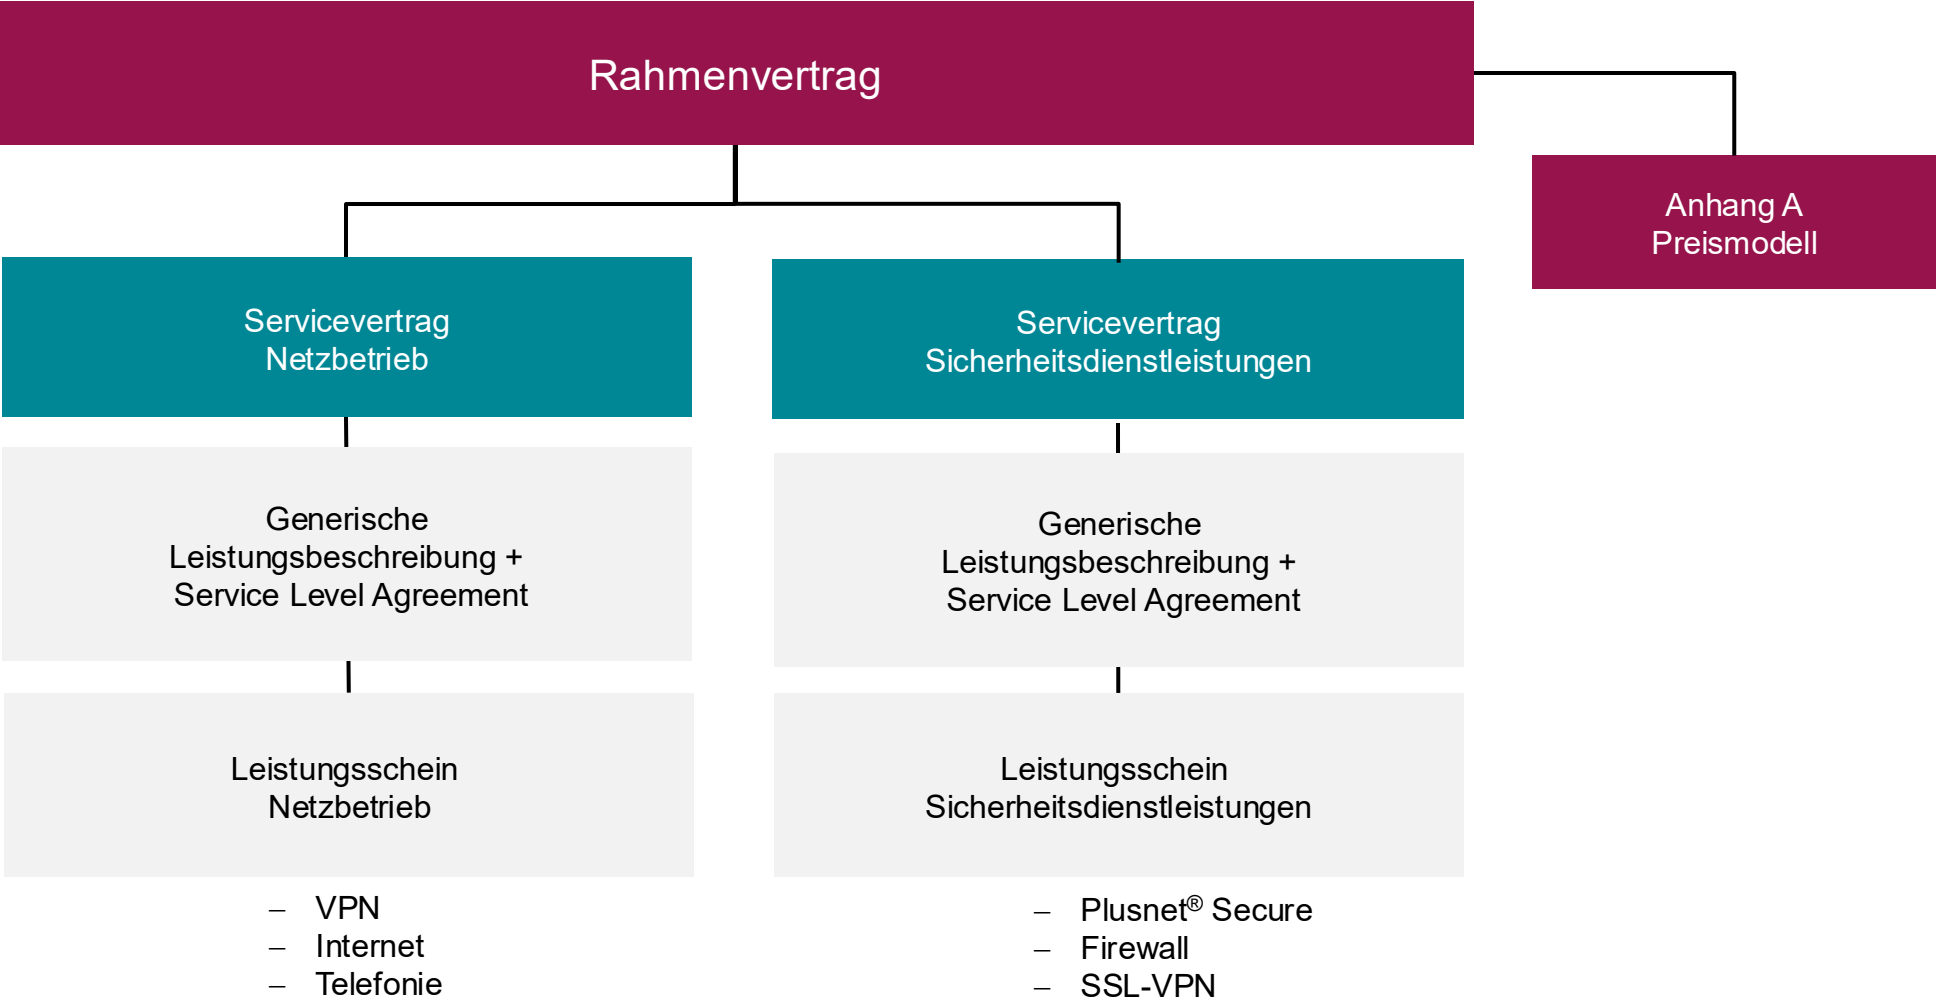 Rahmenvertrag
Anhang A
Preismodell
Servicevertrag
Netzbetrieb
Servicevertrag
Sicherheitsdienstleistungen
Generische
Leistungsbeschreibung +
Service Level Agreement
Generische
Leistungsbeschreibung +
Service Level Agreement
Leistungsschein
Netzbetrieb
Leistungsschein
Sicherheitsdienstleistungen
– VPN
– Internet
– Telefonie
– Plusnet® Secure
– Firewall
– SSL-VPN